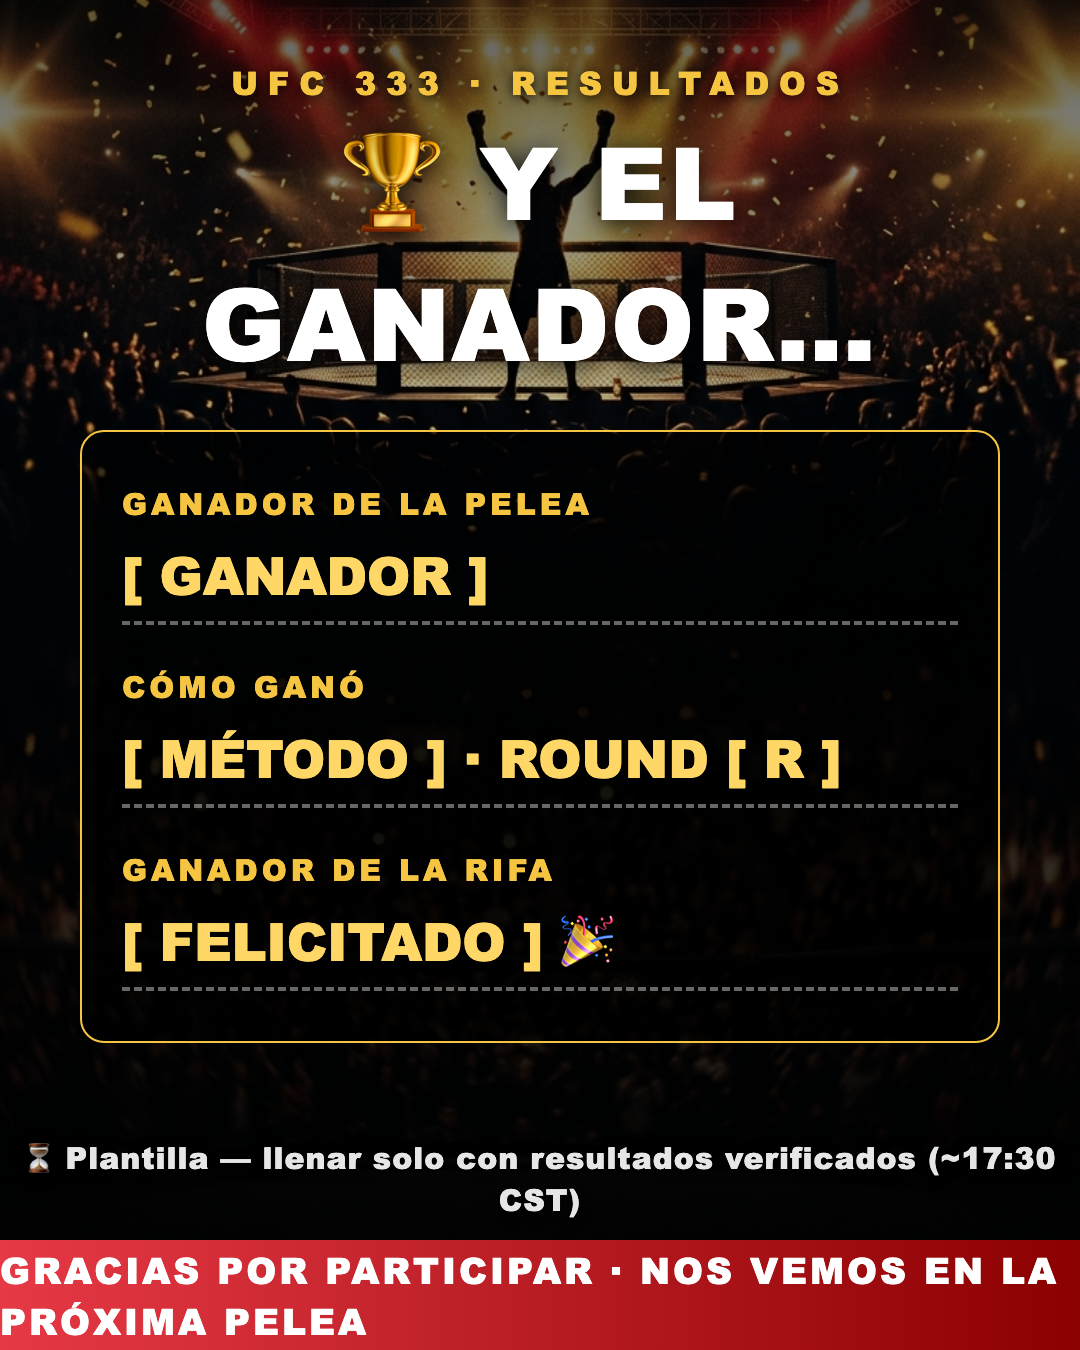 UFC 333 · RESULTADOS
🏆 Y EL
GANADOR...
GANADOR DE LA PELEA
[ GANADOR ]
CÓMO GANÓ
[ MÉTODO ] · ROUND [ R ]
GANADOR DE LA RIFA
[ FELICITADO ] 🎉
⏳ Plantilla — llenar solo con resultados verificados (~17:30
CST)
GRACIAS POR PARTICIPAR · NOS VEMOS EN LA
PRÓXIMA PELEA